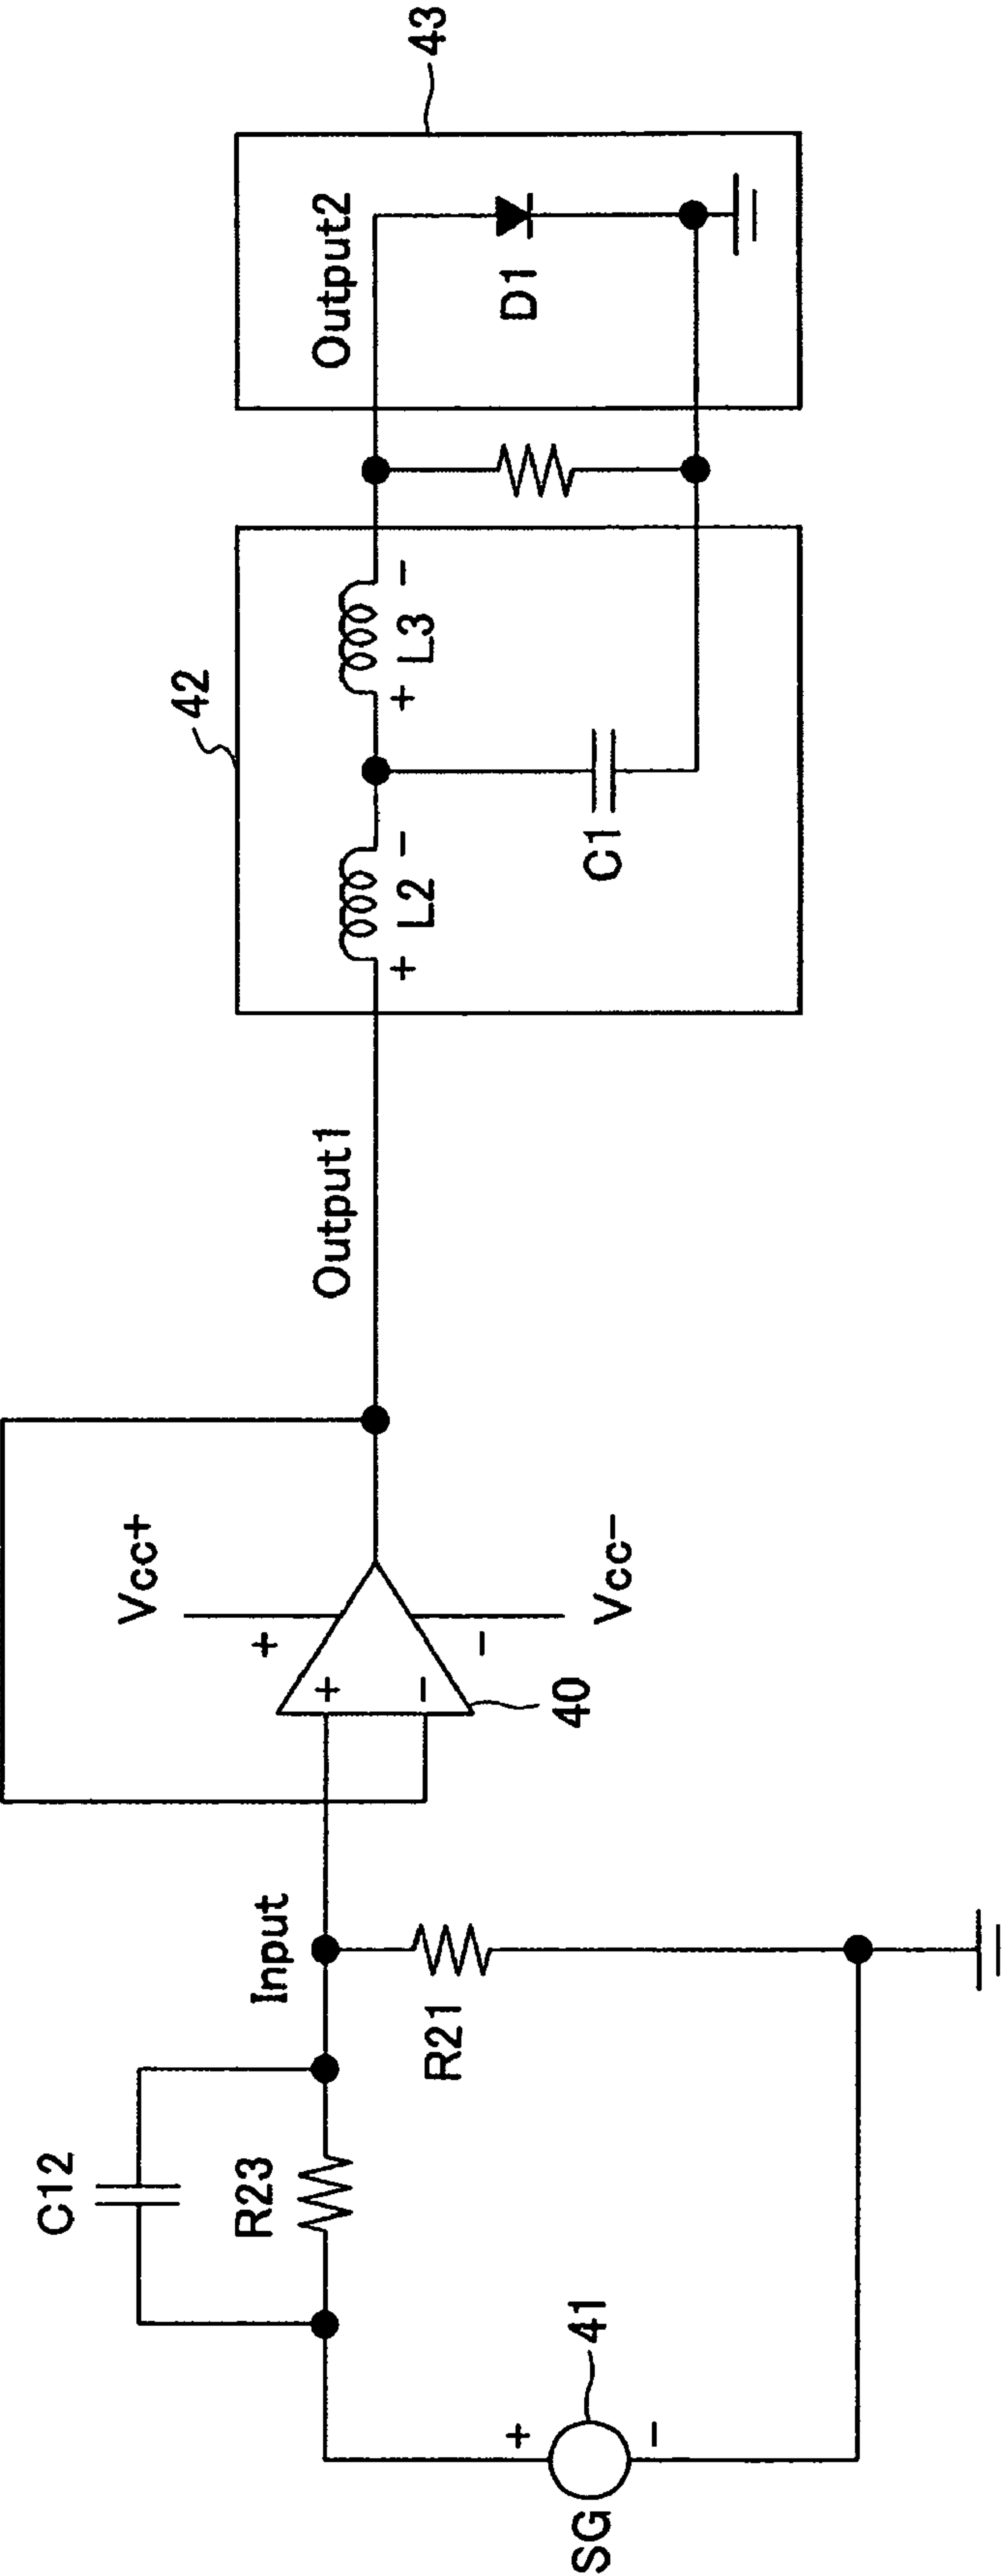 C12
R23
Input
R21
SG
+
−
41
Vcc+
+
+
−
−
Vcc−
40
Output1
42
+ L2 −
+ L3 −
C1
Output2
D1
43